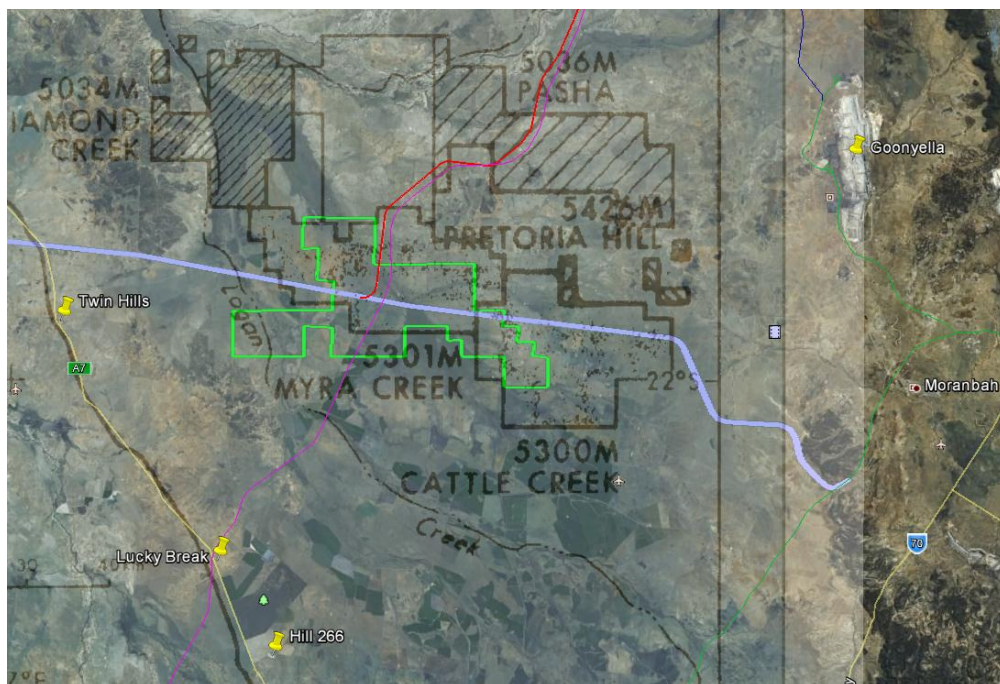 5034M
IAMOND
CREEK
5036M
PASHA
Goonyella
5426M
PRETORIA HILL
Twin Hills
Logan
A7
5301M
MYRA CREEK
22°S
Moranbah
5300M
CATTLE CREEK
Creek
Lucky Break
70
Hill 266